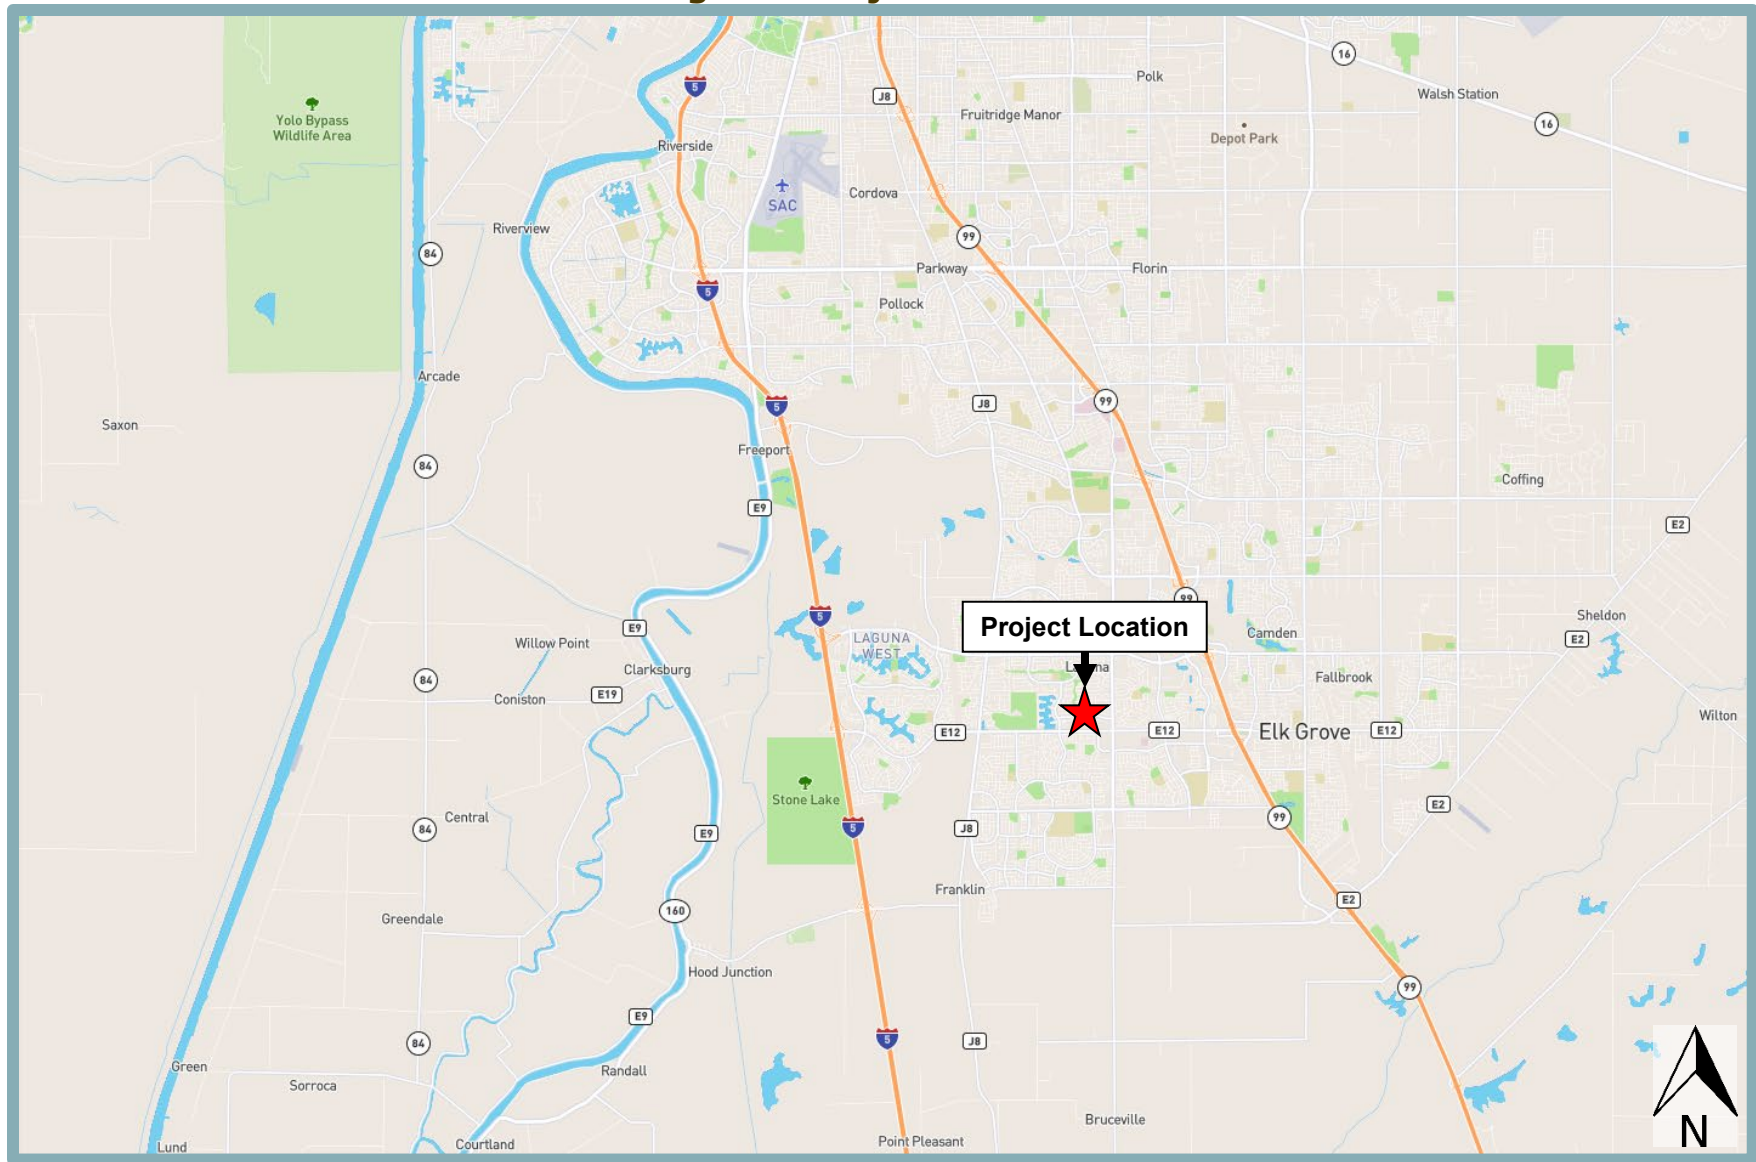 16
Polk
5
Walsh Station
J8
Yolo Bypass
Wildlife Area
Fruitridge Manor
16
Depot Park
Riverside
SAC
Cordova
Riverview
99
84
Parkway
Florin
5
Pollock
Arcade
99
J8
5
Saxon
Freeport
84
Coffing
E9
E2
99
5
Sheldon
E9
Project Location
Camden
E2
Willow Point
LAGUNA
WEST
Clarksburg
Fallbrook
84
E19
Coniston
Wilton
E12
E12
Elk Grove
E12
Stone Lake
E2
Central
84
E9
5
J8
99
Franklin
E2
160
Greendale
Hood Junction
99
E9
84
5
J8
Green
Randall
Sorroca
Bruceville
N
Lund
Courtland
Point Pleasant